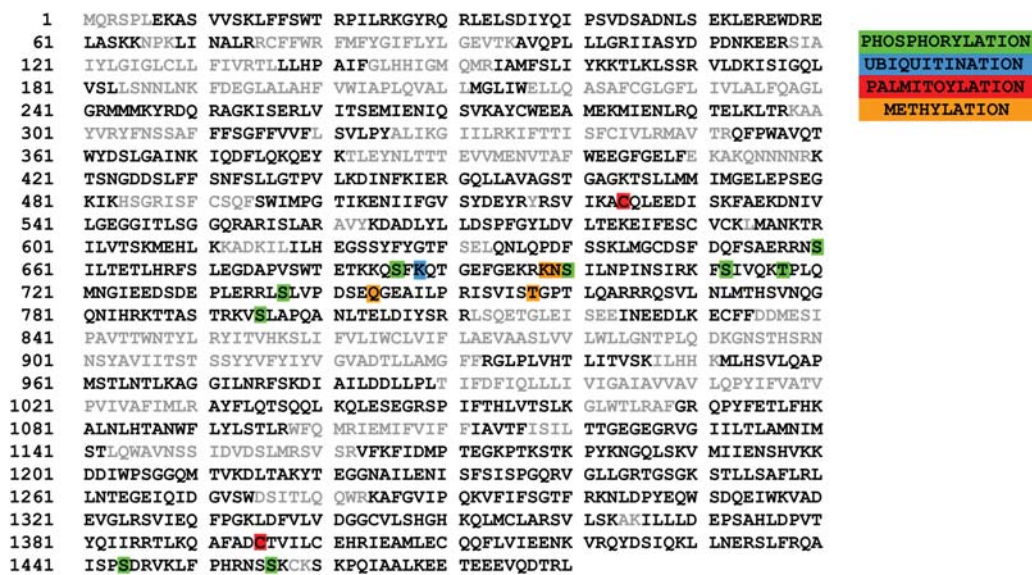 1 MQRSPLEKAS VVSKLFFSWT RPILRKGYRQ RLELSDIYQI PSVDSADNLS EKLEREWDRE
61 LASKKNPKLI NALRRCFFWR FMFYGIFLYL GEVTKAVQPL LLGRIIASYD PDNKEERSIA
121 IYLGIGLCLL FIVRTLLLHP AIFGLHHIGM QMRIAMFSLI YKKTLKLSSR VLDKISIGQL
181 VSLLSNNLNK FDEGLALAHF VWIAPLQVAL LMGLIWELLQ ASAFCGLGFL IVLALFQAGL
241 GRMMMKYRDQ RAGKISERLV ITSEMIENIQ SVKAYCWEEA MEKMIENLRQ TELKLTRKAA
301 YVRYFNSSAF FFSGFFVVFL SVLPYALIKG IILRKIFTTI SFCIVLRMAV TRQFPWAVQT
361 WYDSLGAINK IQDFLQKQEY KTLEYNLTTT EVVMENVTAF WEEGFGELFE KAKQNNNNRK
421 TSNGDDSLFF SNFSLLGTPV LKDINFKIER GQLLAVAGST GAGKTSLLMM IMGELEPSEG
481 KIKHSGRISF CSQFSWIMPG TIKENIIFGV SYDEYRYRSV IKACQLEEDI SKFAEKDNIV
541 LGEGGITLSG GQRARISLAR AVYKDADLYL LDSPFGYLDV LTEKEIFESC VCKLMANKTR
601 ILVTSKMEHL KKADKILILH EGSSYFYGTF SELQNLQPDF SSKLMGCDSF DQFSAERRNS
661 ILTETLHRFS LEGDAPVSWT ETKKQSFKQT GEFGEKRKNS ILNPINSIRK FSIVQKTPLQ
721 MNGIEEDSDE PLERRLSLVP DSEQGEAILP RISVISTGPT LQARRRQSVL NLMTHSVNQG
781 QNIHRKTTAS TRKVSLAPQA NLTELDIYSR RLSQETGLEI SEEINEEDLK ECFFDDMESI
841 PAVTTWNTYL RYITVHKSLI FVLIWCLVIF LAEVAASLVV LWLLGNTPLQ DKGNSTHSRN
901 NSYAVIITST SSYYVFYIYV GVADTLLAMG FFRGLPLVHT LITVSKILHH KMLHSVLQAP
961 MSTLNTLKAG GILNRFSKDI AILDDLLPLT IFDFIQLLLI VIGAIAVVAV LQPYIFVATV
1021 PVIVAFIMLR AYFLQTSQQL KQLESEGRSP IFTHLVTSLK GLWTLRAFGR QPYFETLFHK
1081 ALNLHTANWF LYLSTLRWFQ MRIEMIFVIF FIAVTFISIL TTGEGEGRVG IILTLAMNIM
1141 STLQWAVNSS IDVDSLMRSV SRVFKFIDMP TEGKPTKSTK PYKNGQLSKV MIIENSHVKK
1201 DDIWPSGGQM TVKDLTAKYT EGGNAILENI SFSISPGQRV GLLGRTGSGK STLLSAFLRL
1261 LNTEGEIQID GVSWDSITLQ QWRKAFGVIP QKVFIFSGTF RKNLDPYEQW SDQEIWKVAD
1321 EVGLRSVIEQ FPGKLDFVLV DGGCVLSHGH KQLMCLARSV LSKAKILLLD EPSAHLDPVT
1381 YQIIRRTLKQ AFADCTVILC EHRIEAMLEC QQFLVIEENK VRQYDSIQKL LNERSLFRQA
1441 ISPSDRVKLF PHRNSSKCKS KPQIAALKEE TEEEVQDTRL
PHOSPHORYLATION
UBIQUITINATION
PALMITOYLATION
METHYLATION